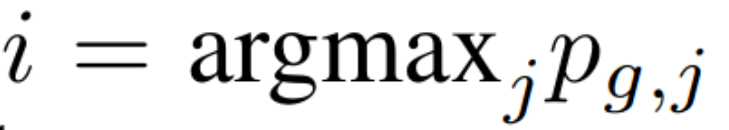 i = argmax_j p_{g,j}